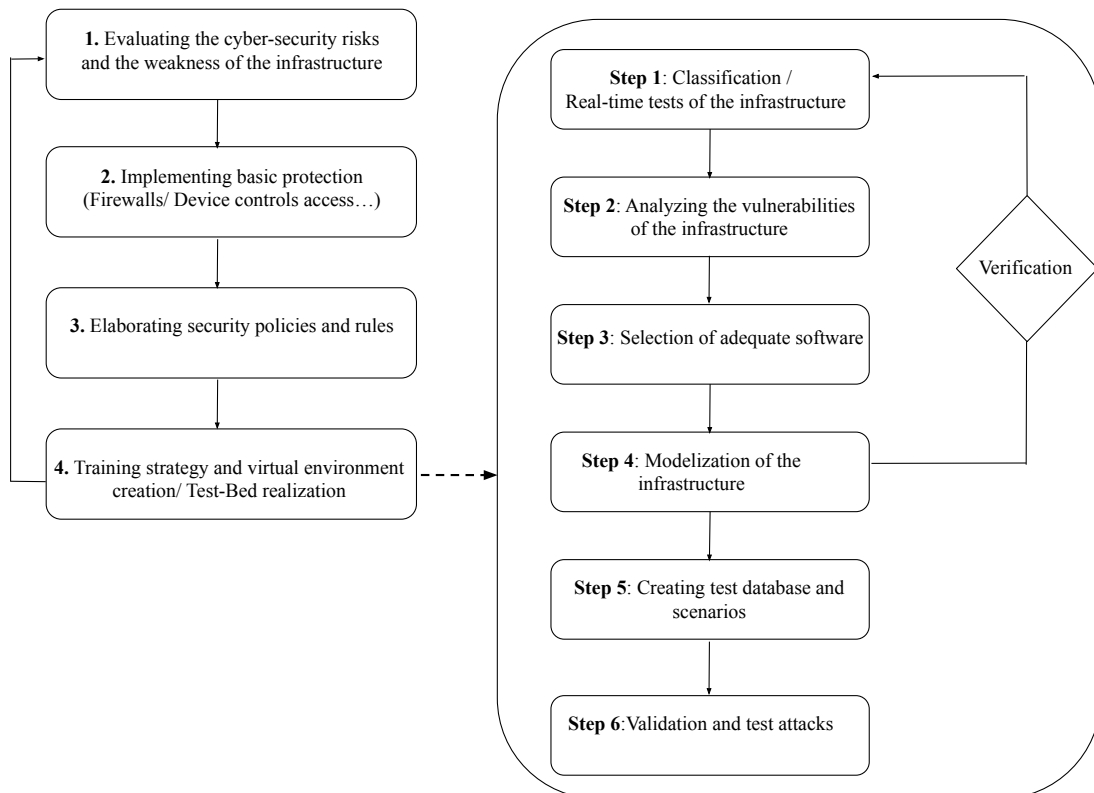 1. Evaluating the cyber-security risks
and the weakness of the infrastructure
2. Implementing basic protection
(Firewalls/ Device controls access…)
3. Elaborating security policies and rules
4. Training strategy and virtual environment
creation/ Test-Bed realization
Step 1: Classification /
Real-time tests of the infrastructure
Step 2: Analyzing the vulnerabilities
of the infrastructure
Step 3: Selection of adequate software
Step 4: Modelization of the
infrastructure
Step 5: Creating test database and
scenarios
Step 6:Validation and test attacks
Verification